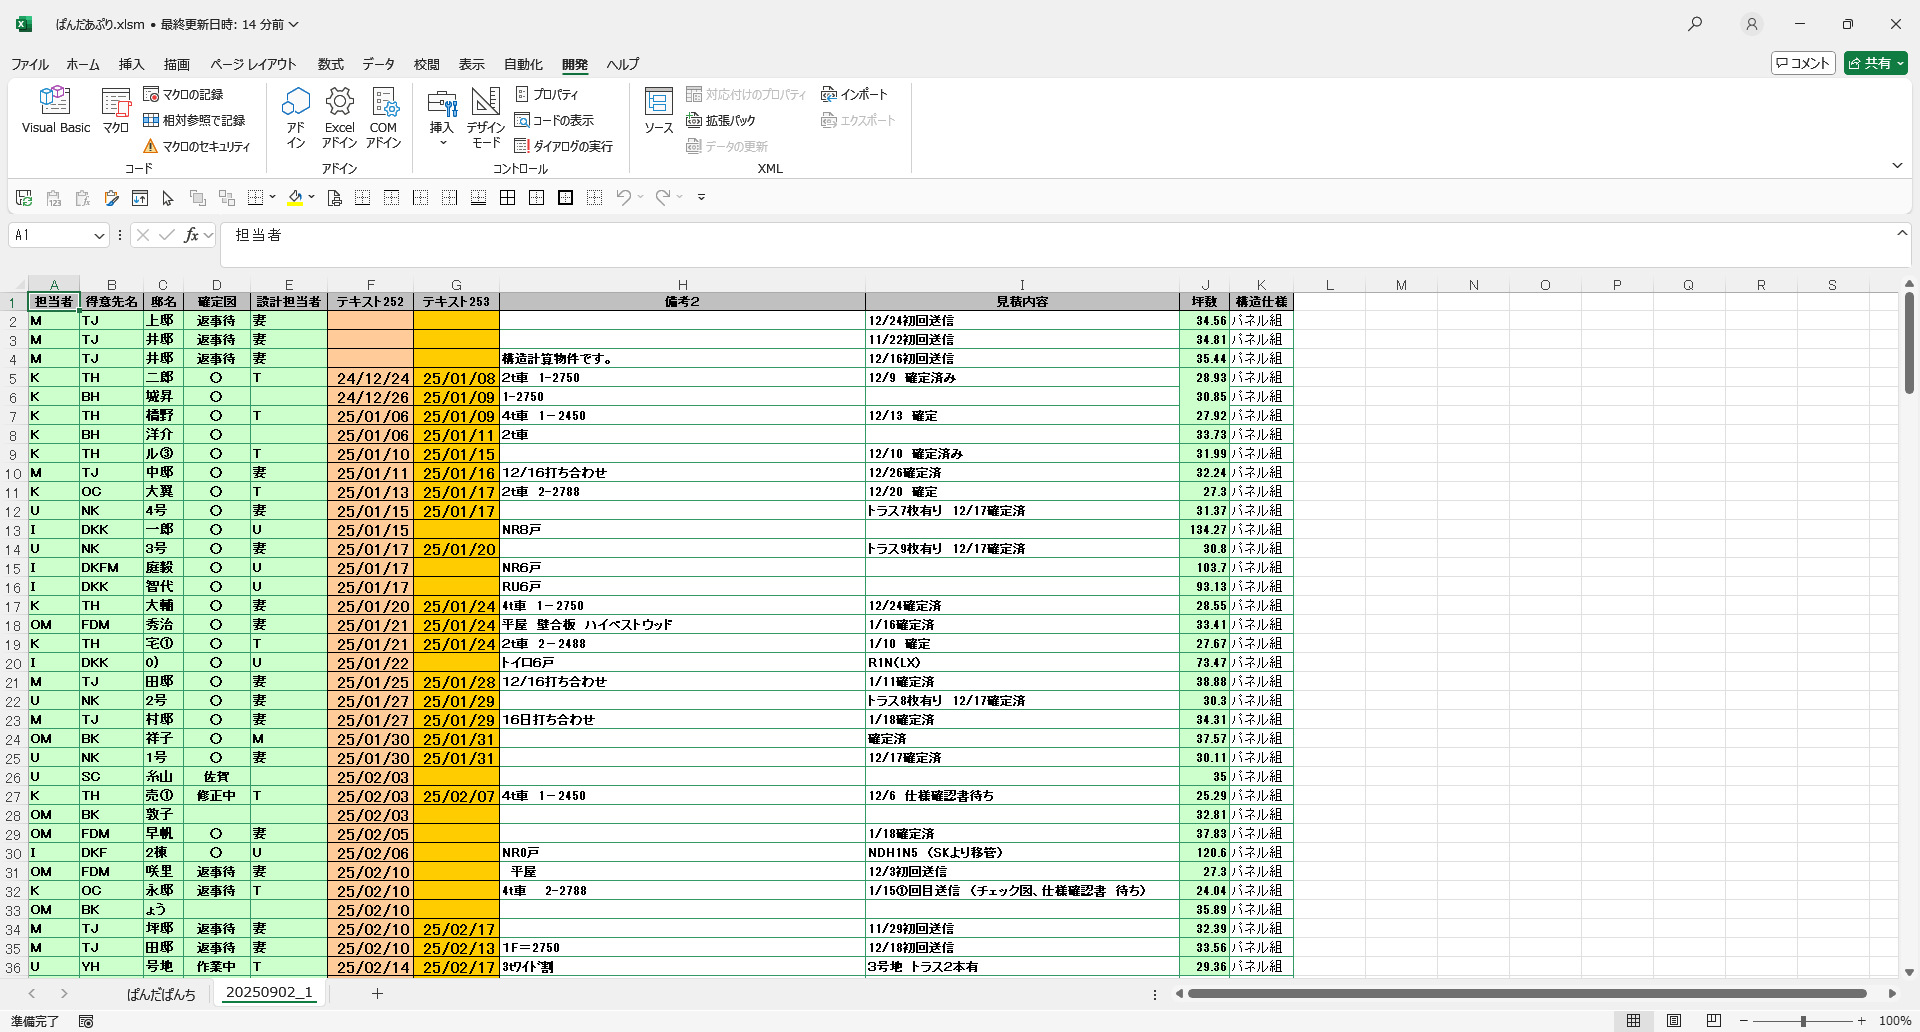 ぱんだあぷり.xlsm • 最終更新日時: 14 分前
ファイル ホーム 挿入 描画 ページ レイアウト 数式 データ 校閲 表示 自動化 開発 ヘルプ コメント 共有
Visual Basic マクロ マクロの記録 相対参照で記録 マクロのセキュリティ コード
アドイン Excel アドイン COM アドイン アドイン
挿入 デザイン モード プロパティ コードの表示 ダイアログの実行 コントロール
ソース 対応付けのプロパティ 拡張パック データの更新 インポート エクスポート XML
A1 fx 担当者
A B C D E F G H I J K L M N O P Q R S
1 担当者 得意先名 邸名 確定図 設計担当者 テキスト252 テキスト253 備考2 見積内容 坪数 構造仕様
2 M TJ 上邸 返事待 妻 12/24初回送信 34.56 パネル組
3 M TJ 井邸 返事待 妻 11/22初回送信 34.81 パネル組
4 M TJ 井邸 返事待 妻 構造計算物件です。 12/16初回送信 35.44 パネル組
5 K TH 二郎 〇 T 24/12/24 25/01/08 2t車 1-2750 12/9 確定済み 28.93 パネル組
6 K BH 城昇 〇 24/12/26 25/01/09 1-2750 30.85 パネル組
7 K TH 橋野 〇 T 25/01/06 25/01/09 4t車 1－2450 12/13 確定 27.92 パネル組
8 K BH 洋介 〇 25/01/06 25/01/11 2t車 33.73 パネル組
9 K TH ル③ 〇 T 25/01/10 25/01/15 12/10 確定済み 31.99 パネル組
10 M TJ 中邸 〇 妻 25/01/11 25/01/16 12/16打ち合わせ 12/26確定済 32.24 パネル組
11 K OC 大翼 〇 T 25/01/13 25/01/17 2t車 2-2788 12/20 確定 27.3 パネル組
12 U NK 4号 〇 妻 25/01/15 25/01/17 トラス7枚有り 12/17確定済 31.37 パネル組
13 I DKK 一郎 〇 U 25/01/15 NR8戸 134.27 パネル組
14 U NK 3号 〇 妻 25/01/17 25/01/20 トラス9枚有り 12/17確定済 30.8 パネル組
15 I DKFM 庭毅 〇 U 25/01/17 NR6戸 103.7 パネル組
16 I DKK 智代 〇 U 25/01/17 RU6戸 93.13 パネル組
17 K TH 大輔 〇 妻 25/01/20 25/01/24 4t車 1－2750 12/24確定済 28.55 パネル組
18 OM FDM 秀治 〇 妻 25/01/21 25/01/24 平屋 壁合板 ハイベストウッド 1/16確定済 33.41 パネル組
19 K TH 宅① 〇 T 25/01/21 25/01/24 2t車 2－2488 1/10 確定 27.67 パネル組
20 I DKK 0） 〇 U 25/01/22 トイロ6戸 R1N(LX) 73.47 パネル組
21 M TJ 田邸 〇 妻 25/01/25 25/01/28 12/16打ち合わせ 1/11確定済 38.88 パネル組
22 U NK 2号 〇 妻 25/01/27 25/01/29 トラス8枚有り 12/17確定済 30.3 パネル組
23 M TJ 村邸 〇 妻 25/01/27 25/01/29 16日打ち合わせ 1/18確定済 34.31 パネル組
24 OM BK 祥子 〇 M 25/01/30 25/01/31 確定済 37.57 パネル組
25 U NK 1号 〇 妻 25/01/30 25/01/31 12/17確定済 30.11 パネル組
26 U SC 糸山 佐賀 25/02/03 35 パネル組
27 K TH 売① 修正中 T 25/02/03 25/02/07 4t車 1－2450 12/6 仕様確認書待ち 25.29 パネル組
28 OM BK 敦子 25/02/03 32.81 パネル組
29 OM FDM 早帆 〇 妻 25/02/05 1/18確定済 37.83 パネル組
30 I DKF 2棟 〇 U 25/02/06 NR0戸 NDH1N5 （SKより移管） 120.6 パネル組
31 OM FDM 咲里 返事待 妻 25/02/10 平屋 12/3初回送信 27.3 パネル組
32 K OC 永邸 返事待 T 25/02/10 4t車 2-2788 1/15①回目送信 （チェック図、仕様確認書 待ち） 24.04 パネル組
33 OM BK ょう 25/02/10 35.89 パネル組
34 M TJ 坪邸 返事待 妻 25/02/10 25/02/17 11/29初回送信 32.39 パネル組
35 M TJ 田邸 返事待 妻 25/02/10 25/02/13 1F＝2750 12/18初回送信 33.56 パネル組
36 U YH 号地 作業中 T 25/02/14 25/02/17 3tﾜｲﾄﾞ割 3号地 トラス2本有 29.36 パネル組
ぱんだぱんち 20250902_1
準備完了 100%